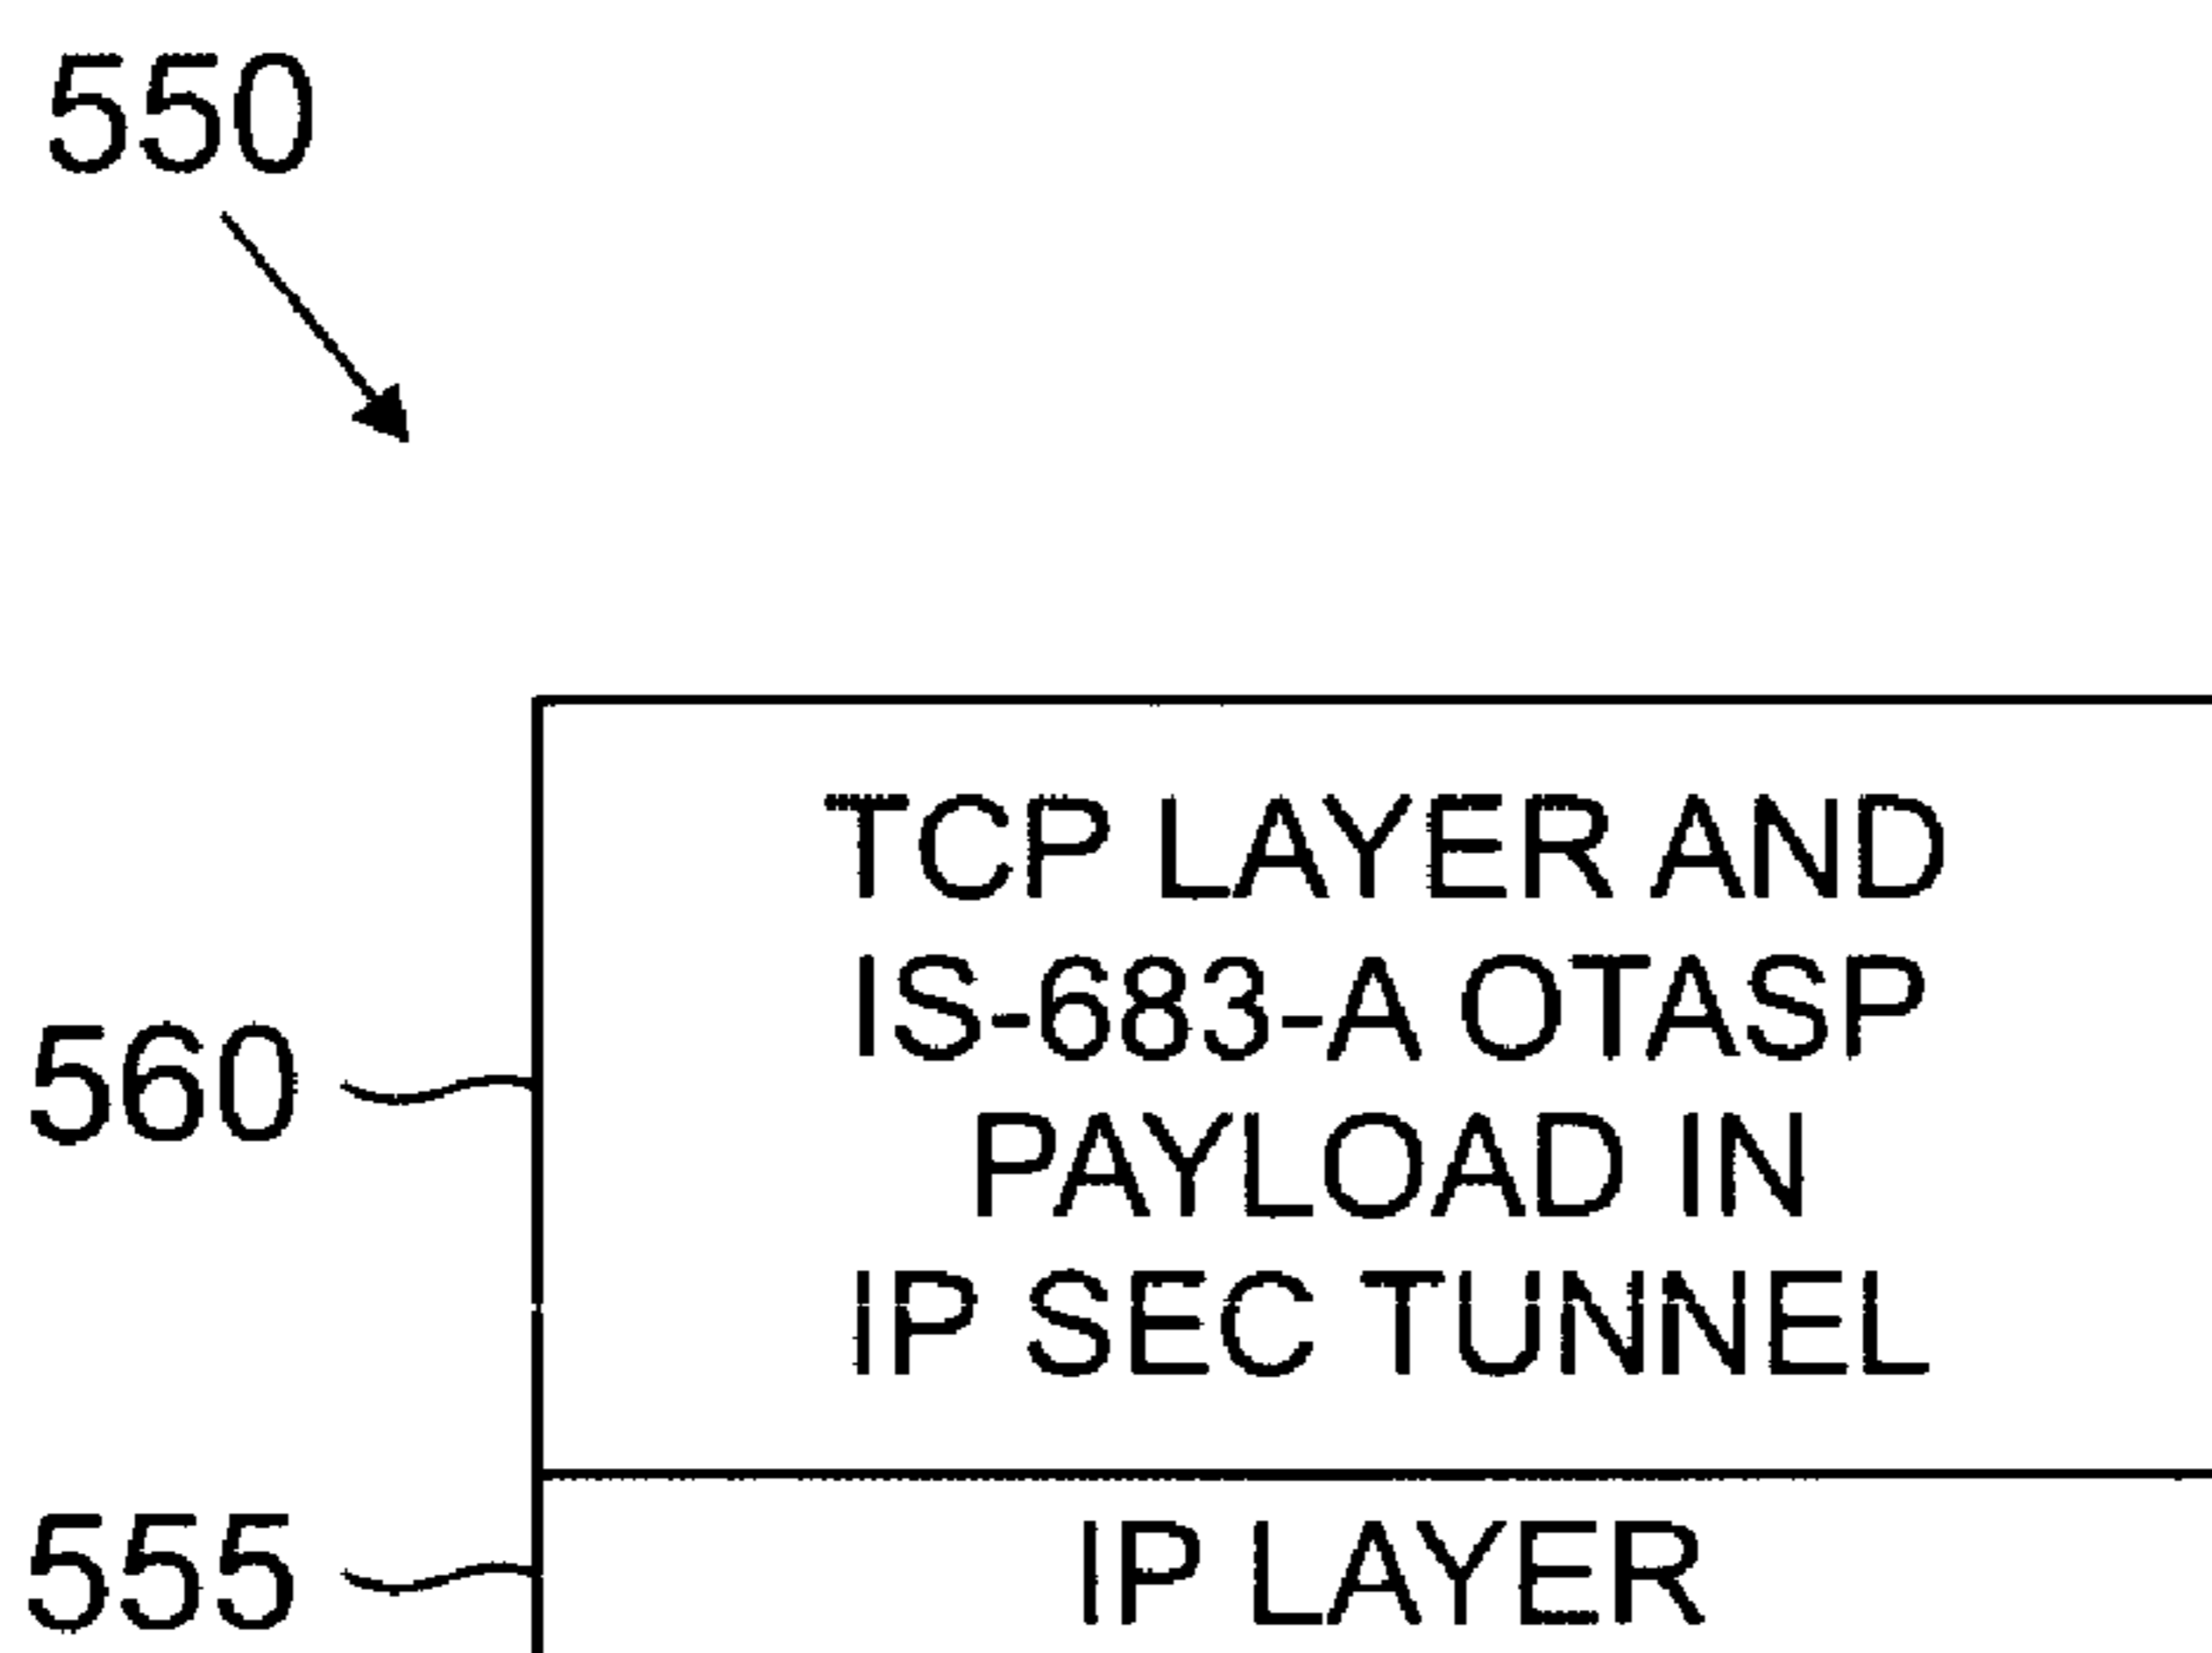 550
TCP LAYER AND
IS-683-A OTASP
560
PAYLOAD IN
IP SEC TUNNEL
555
IP LAYER